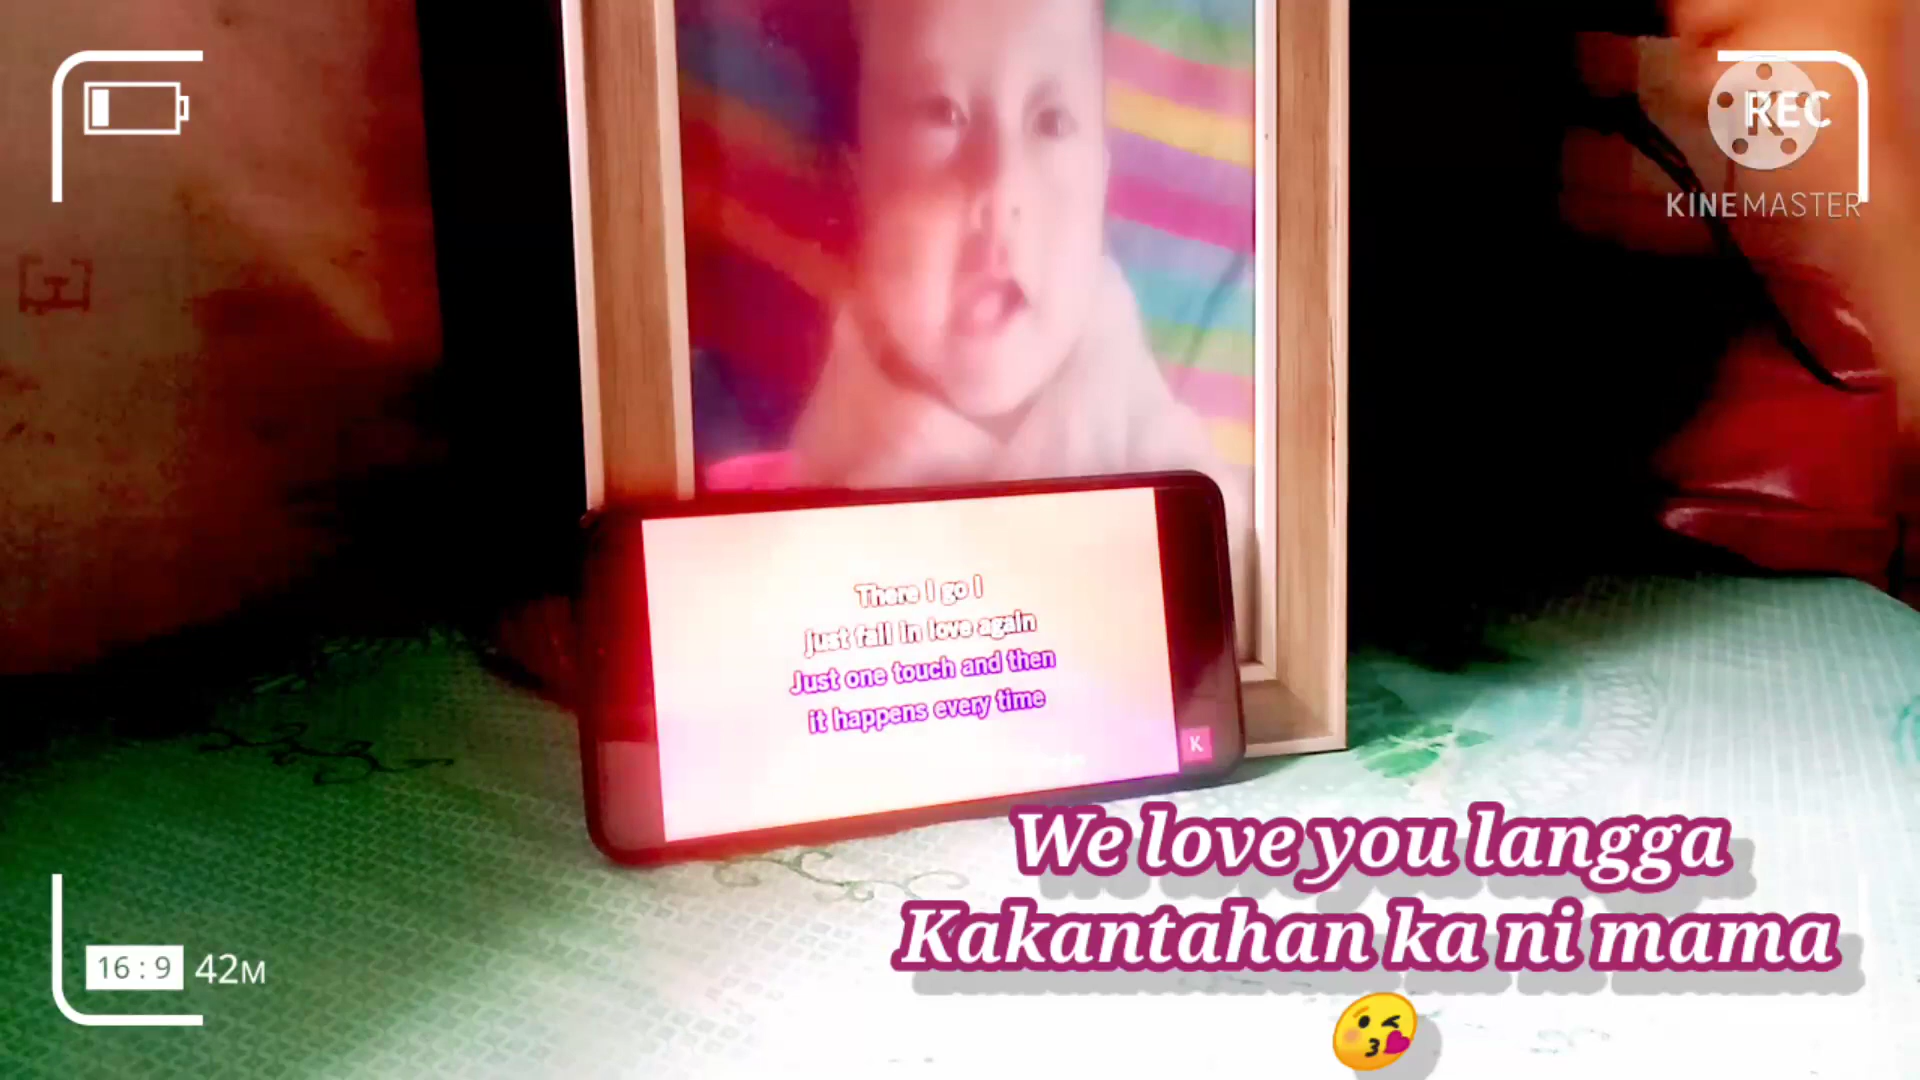 REC
KINEMASTER
There I go I
just fall in love again
Just one touch and then
it happens every time
K
We love you langga
Kakantahan ka ni mama
16:9 42M